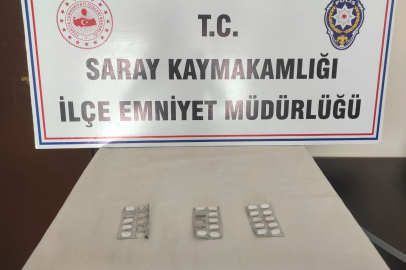 T.C.
SARAY KAYMAKAMLIĞI
İLÇE EMNİYET MÜDÜRLÜĞÜ